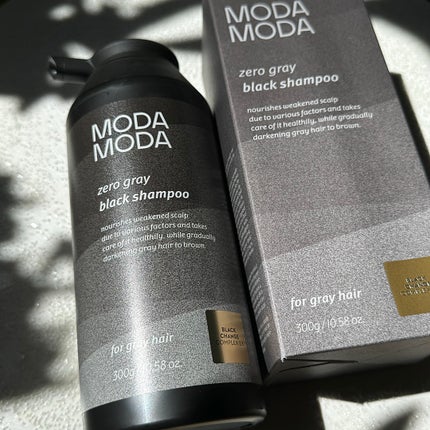 MODA
MODA
zero gray
black shampoo
nourishes weakened scalp
due to various factors and takes
care of it healthily, while gradually
darkening gray hair to brown.
for gray hair
300g/10.58 oz.
BLACK
CHANGE
COMPLEX
MODA
MODA
zero gray
black shampoo
nourishes weakened scalp
due to various factors and takes
care of it healthily, while gradually
darkening gray hair to brown.
for gray hair
300g/10.58 oz.